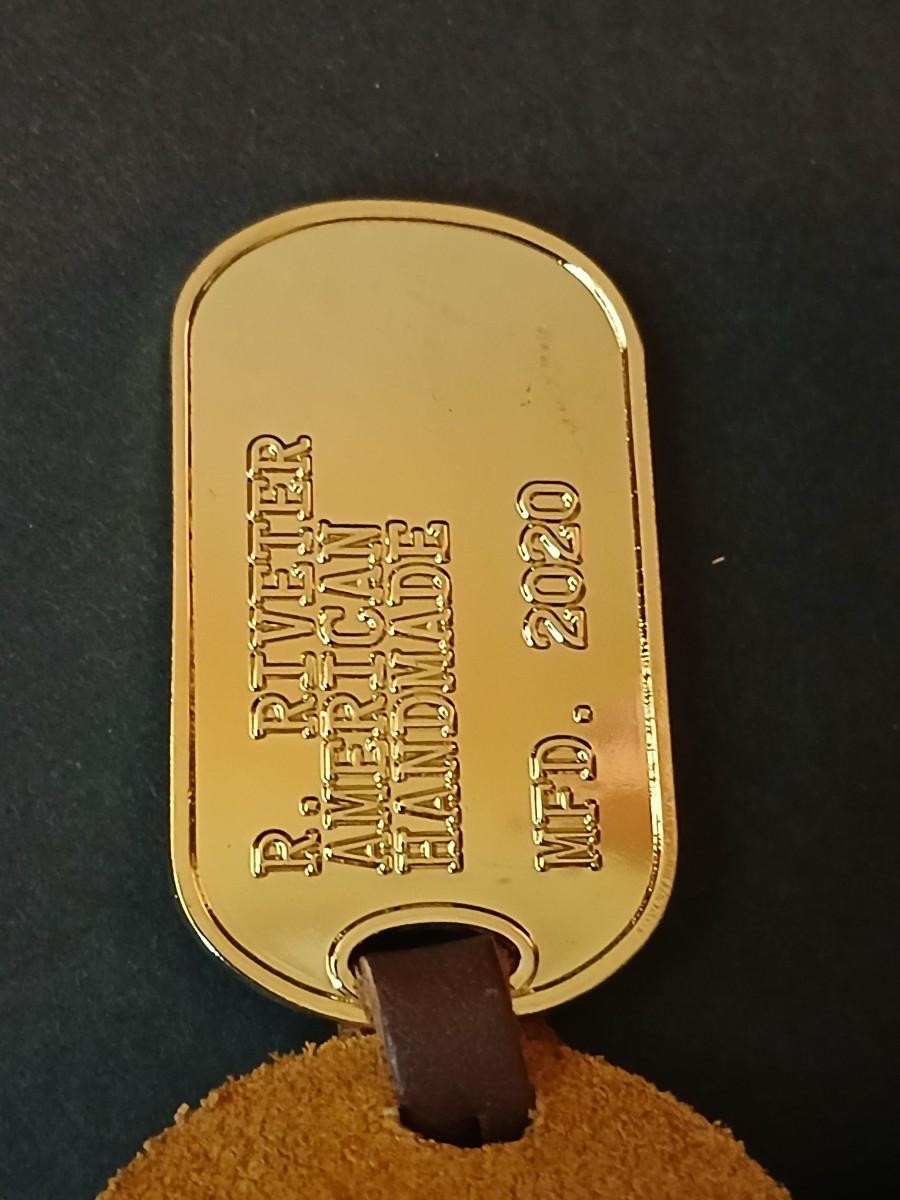 R. RIVETER
AMERICAN
HANDMADE
MFD. 2020